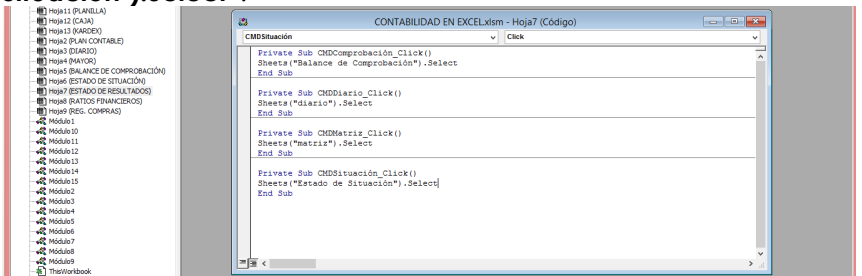 Hoja11 (PLANILLA)
Hoja12 (CAJA)
Hoja13 (KARDEX)
Hoja2 (PLAN CONTABLE)
Hoja3 (DIARIO)
Hoja4 (MAYOR)
Hoja5 (BALANCE DE COMPROBACIÓN)
Hoja6 (ESTADO DE SITUACIÓN)
Hoja7 (ESTADO DE RESULTADOS)
Hoja8 (RATIOS FINANCIEROS)
Hoja9 (REG. COMPRAS)
Módulo1
Módulo10
Módulo11
Módulo12
Módulo13
Módulo14
Módulo15
Módulo2
Módulo3
Módulo4
Módulo5
Módulo6
Módulo7
Módulo8
Módulo9
ThisWorkbook
CONTABILIDAD EN EXCEL.xlsm - Hoja7 (Código)
CMDSituación Click
Private Sub CMDComprobación_Click()
Sheets("Balance de Comprobación").Select
End Sub
Private Sub CMDDiario_Click()
Sheets("diario").Select
End Sub
Private Sub CMDMatriz_Click()
Sheets("matriz").Select
End Sub
Private Sub CMDSituación_Click()
Sheets("Estado de Situación").Select
End Sub